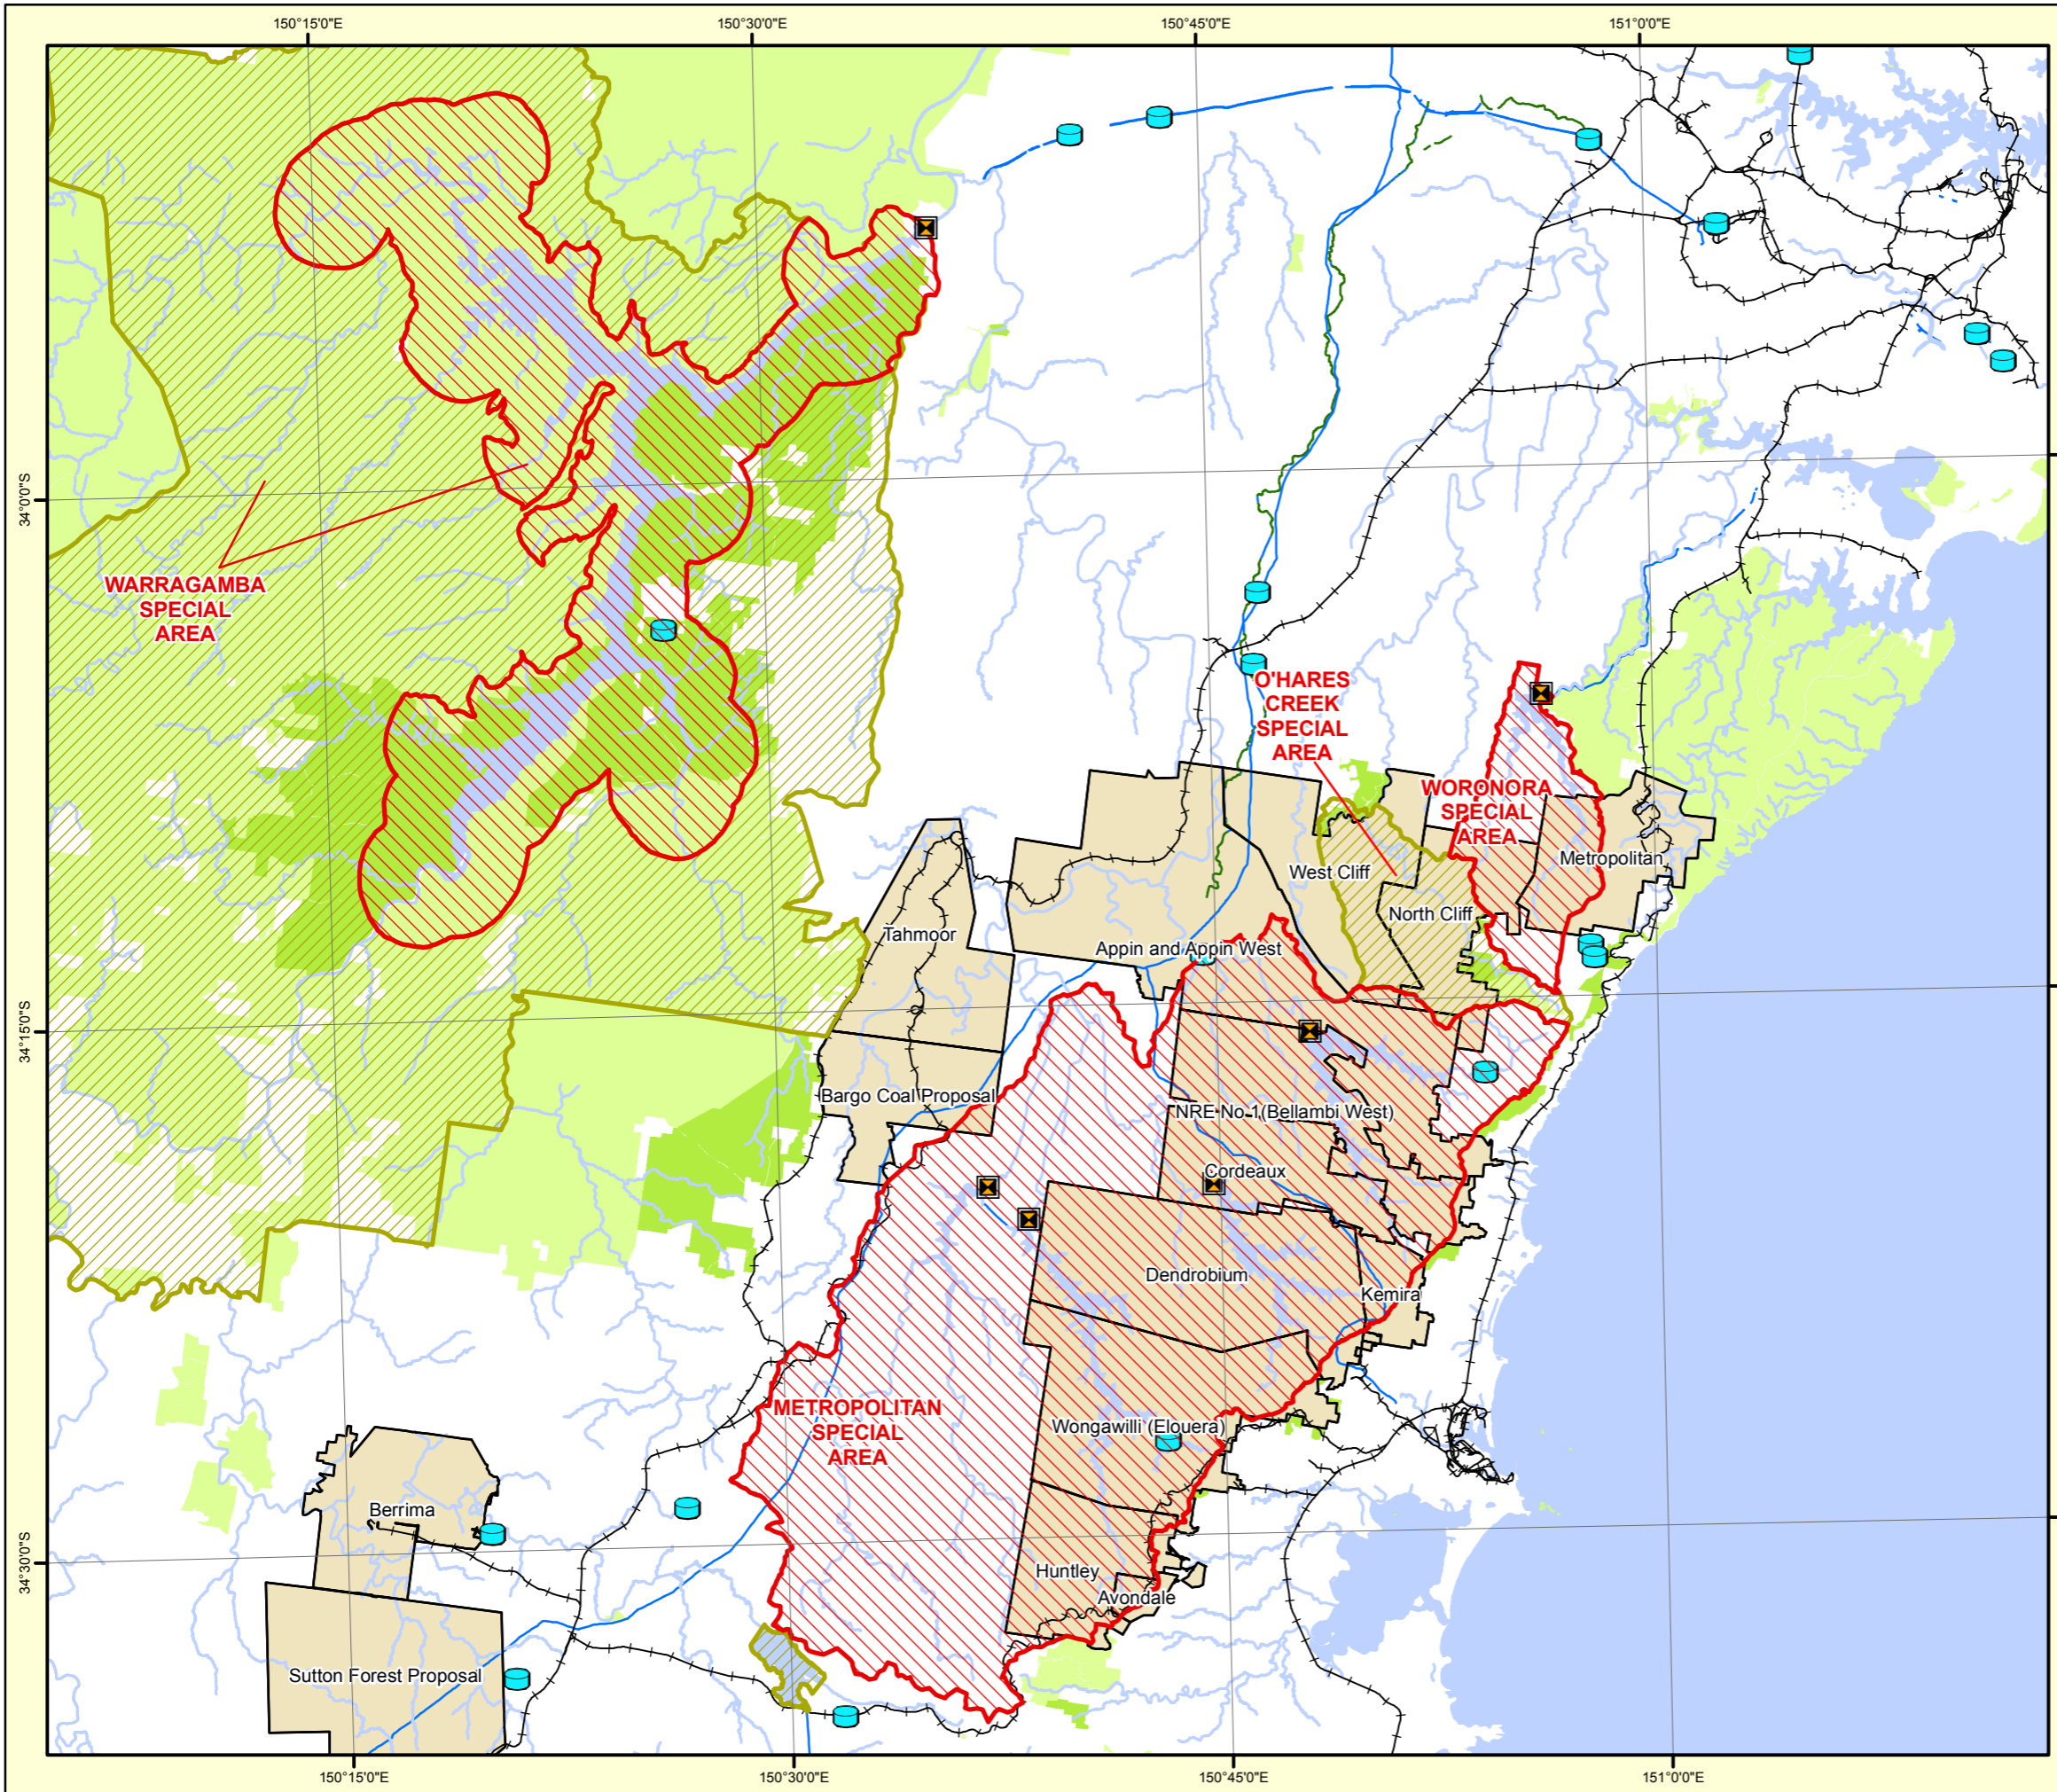 150°15'0"E
150°30'0"E
150°45'0"E
151°0'0"E
34°0'0"S
WARRAGAMBA
SPECIAL
AREA
O'HARES
CREEK
SPECIAL
AREA
WORONORA
SPECIAL
AREA
Metropolitan
West Cliff
North Cliff
Tahmoor
Appin and Appin West
34°15'0"S
Bargo Coal Proposal
NRE No 1(Bellambi West)
Cordeaux
Dendrobium
Kemira
METROPOLITAN
SPECIAL
AREA
Wongawilli (Elouera)
Berrima
34°30'0"S
Huntley
Avondale
Sutton Forest Proposal
150°15'0"E
150°30'0"E
150°45'0"E
151°0'0"E